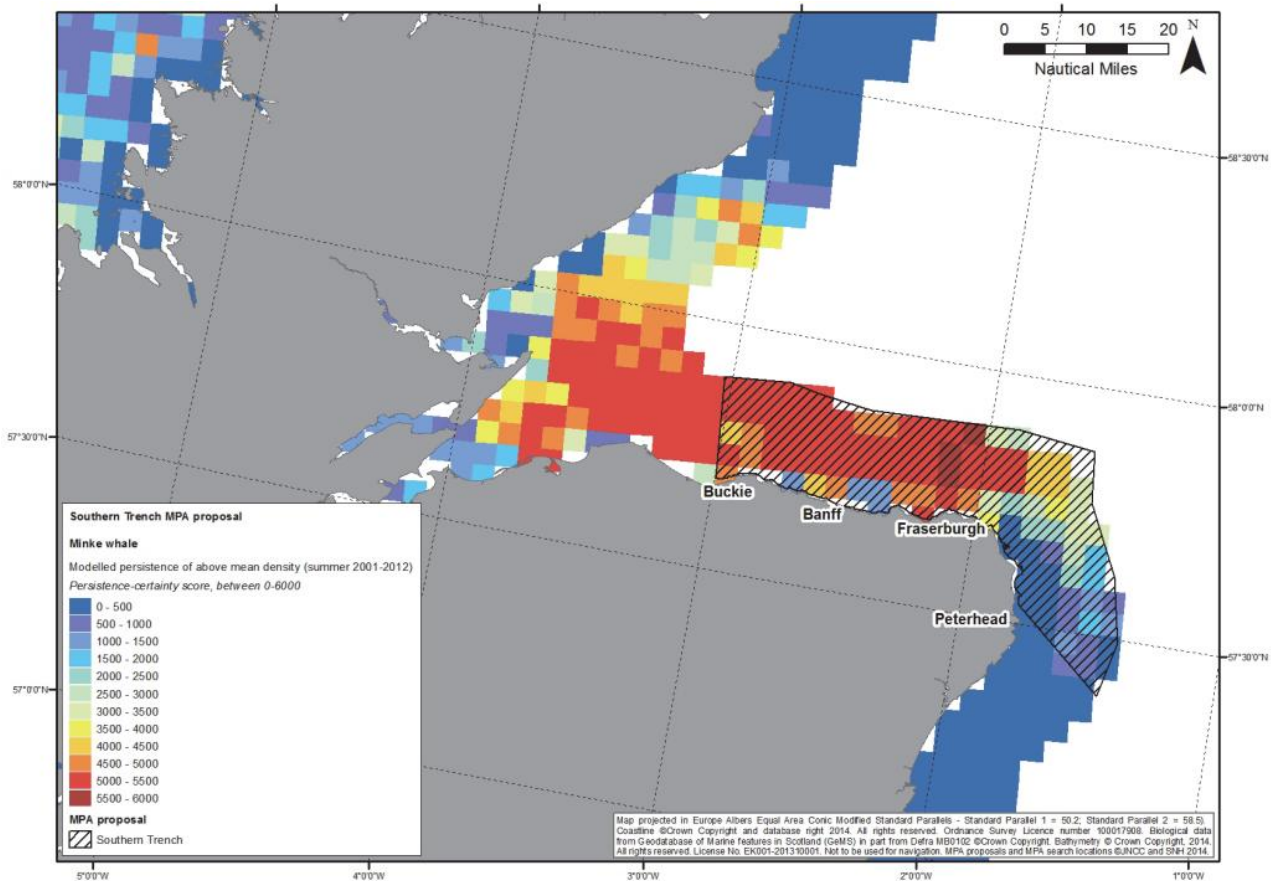 0 5 10 15 20
N
Nautical Miles
58°30'0"N
58°0'0"N
58°0'0"N
57°30'0"N
Buckie
Banff
Fraserburgh
Peterhead
57°30'0"N
57°0'0"N
Southern Trench MPA proposal
Minke whale
Modelled persistence of above mean density (summer 2001-2012)
Persistence-certainty score, between 0-6000
0 - 500
500 - 1000
1000 - 1500
1500 - 2000
2000 - 2500
2500 - 3000
3000 - 3500
3500 - 4000
4000 - 4500
4500 - 5000
5000 - 5500
5500 - 6000
MPA proposal
Southern Trench
Map projected in Europe Albers Equal Area Conic Modified Standard Parallels - Standard Parallel 1 = 50.2; Standard Parallel 2 = 58.5).
Coastline ©Crown Copyright and database right 2014. All rights reserved. Ordnance Survey Licence number 100017908. Biological data
from Geodatabase of Marine features in Scotland (GeMS) in part from Defra MB0102 ©Crown Copyright. Bathymetry © Crown Copyright, 2014.
All rights reserved. License No. EK001-201310001. Not to be used for navigation. MPA proposals and MPA search locations ©JNCC and SNH 2014.
5°0'0"W 4°0'0"W 3°0'0"W 2°0'0"W 1°0'0"W